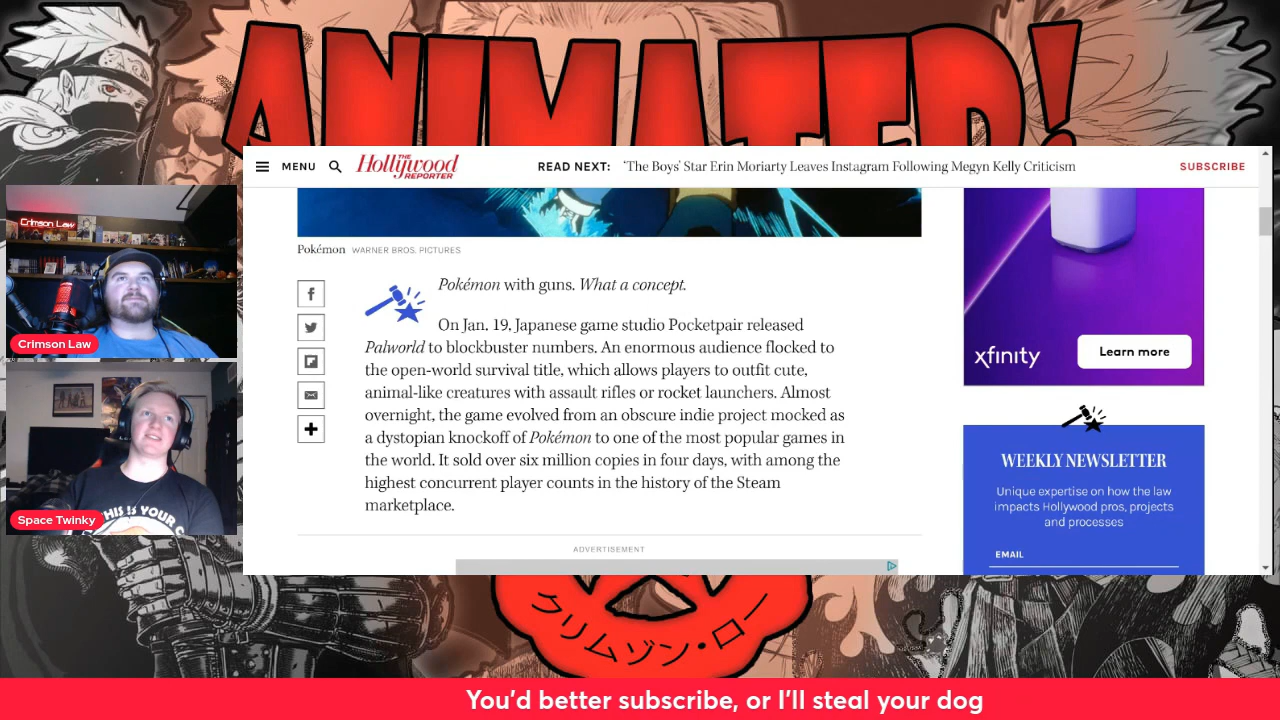 ANIMATED!
MENU
THE
Hollywood
REPORTER
READ NEXT: ‘The Boys’ Star Erin Moriarty Leaves Instagram Following Megyn Kelly Criticism
SUBSCRIBE
Crimson Law
Crimson Law
THIS IS YOUR
Space Twinky
Pokémon WARNER BROS. PICTURES
Pokémon with guns. What a concept.
On Jan. 19, Japanese game studio Pocketpair released
Palworld to blockbuster numbers. An enormous audience flocked to
the open-world survival title, which allows players to outfit cute,
animal-like creatures with assault rifles or rocket launchers. Almost
overnight, the game evolved from an obscure indie project mocked as
a dystopian knockoff of Pokémon to one of the most popular games in
the world. It sold over six million copies in four days, with among the
highest concurrent player counts in the history of the Steam
marketplace.
ADVERTISEMENT
xfinity
Learn more
WEEKLY NEWSLETTER
Unique expertise on how the law
impacts Hollywood pros, projects
and processes
EMAIL
クリムゾン・ロー
You’d better subscribe, or I’ll steal your dog